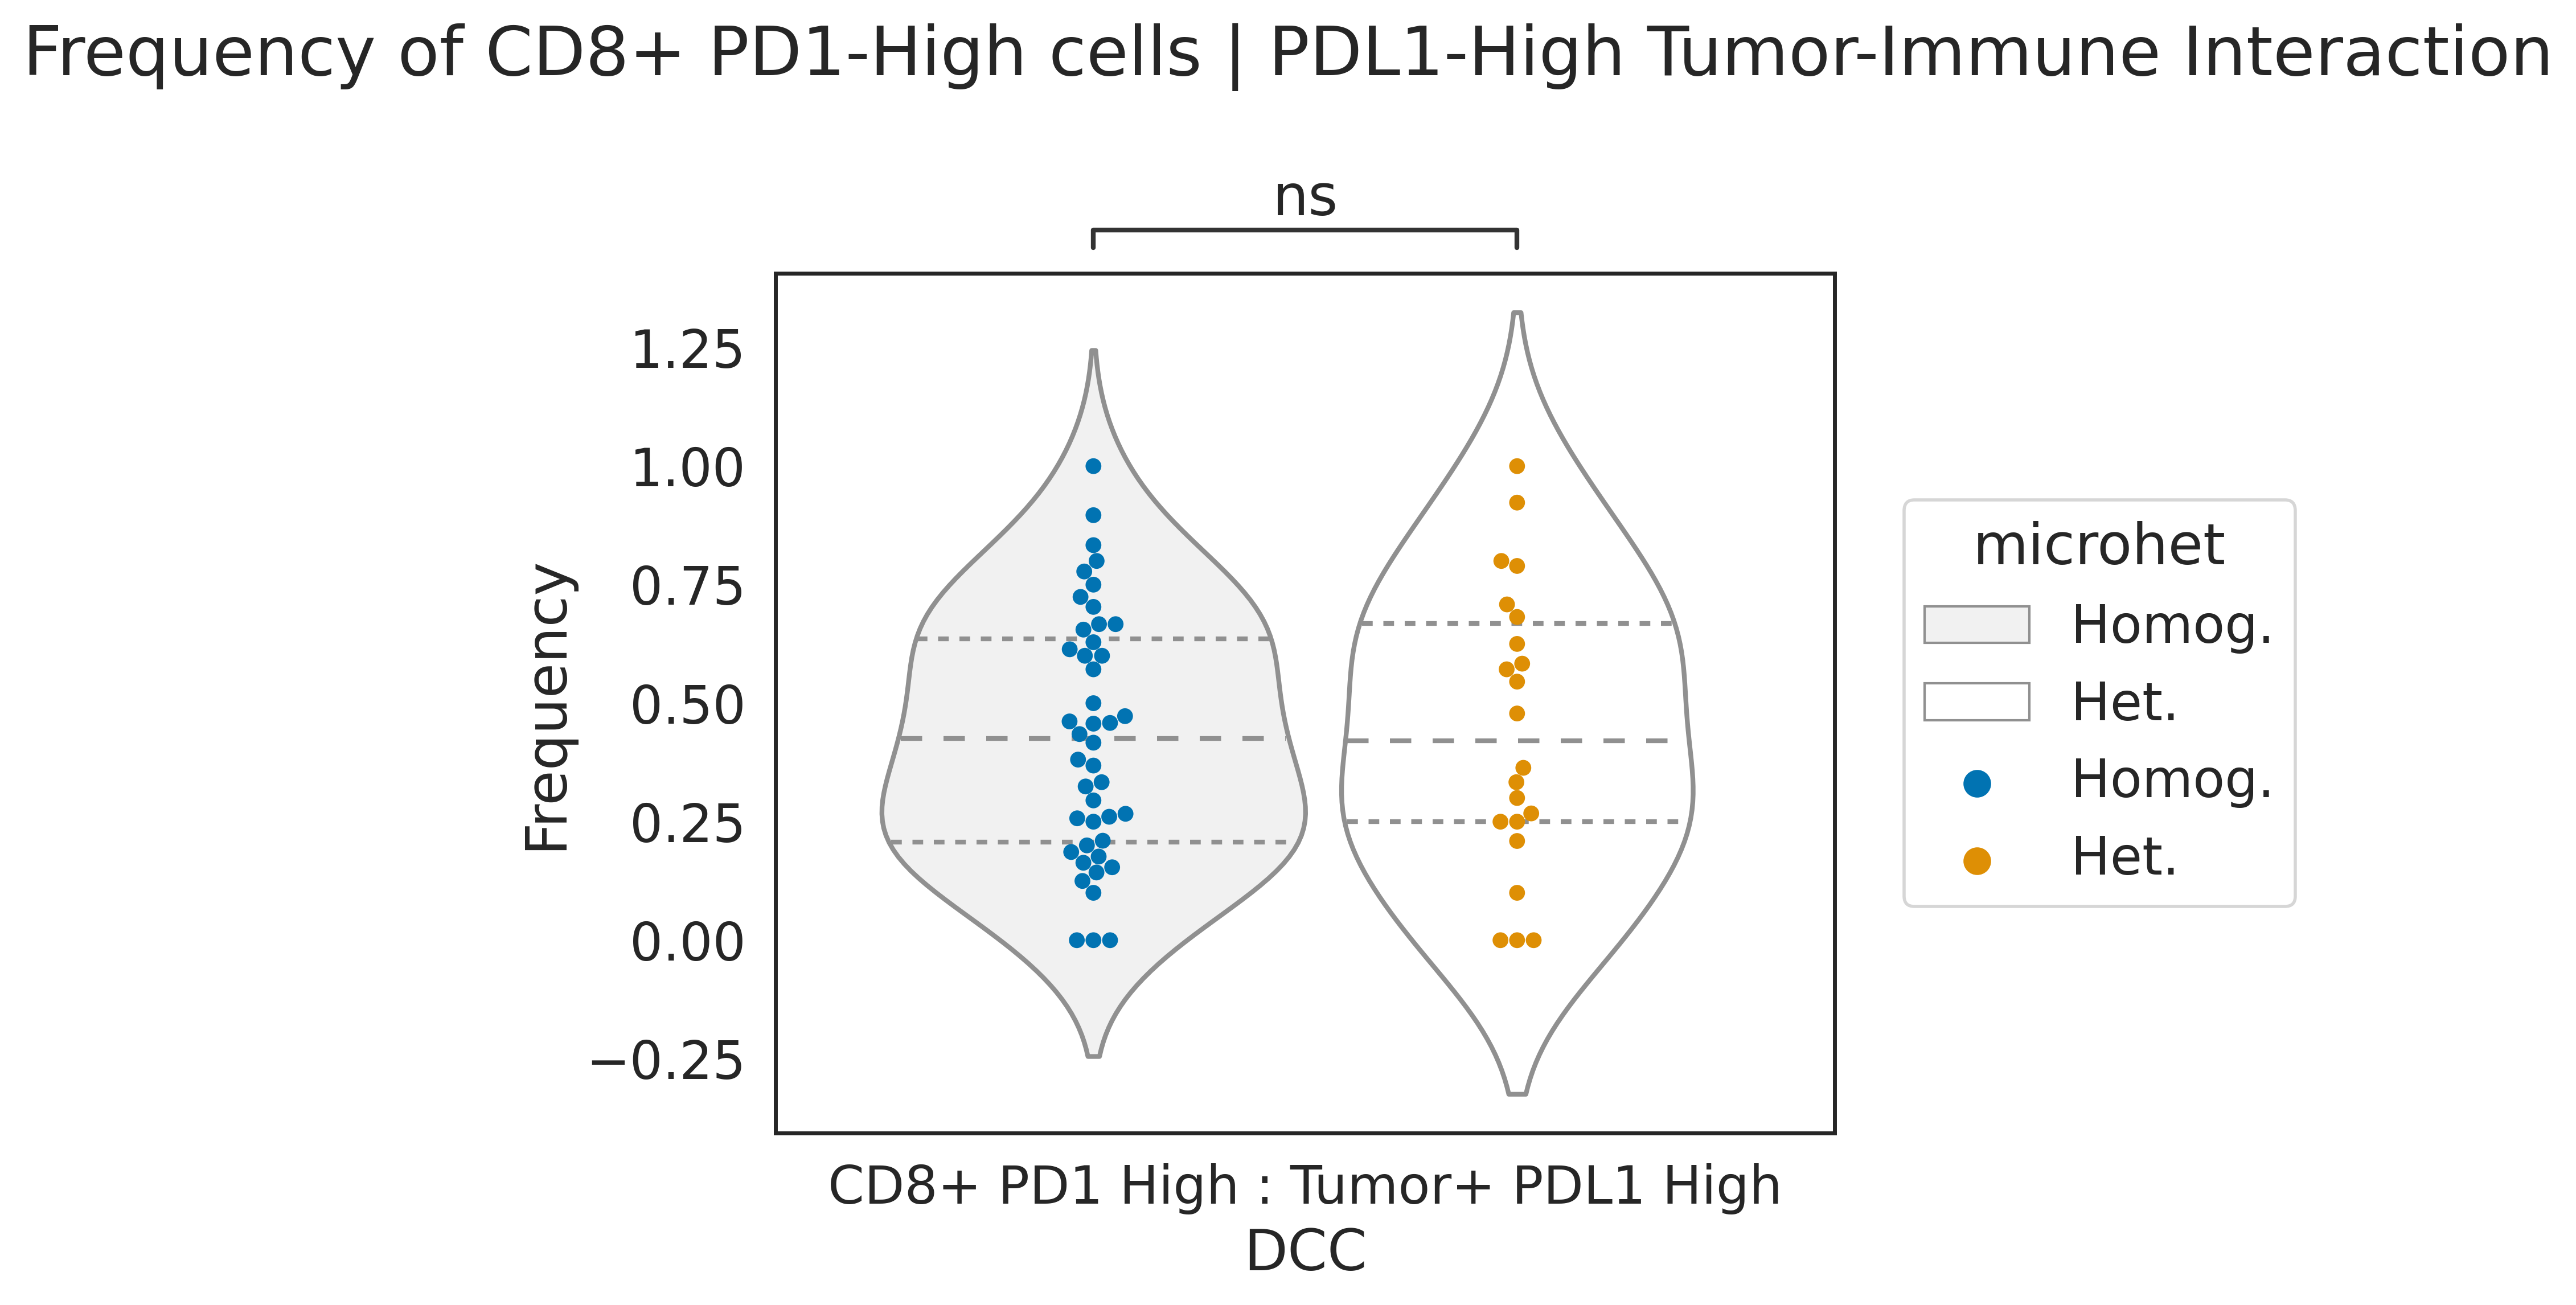 Frequency of CD8+ PD1-High cells | PDL1-High Tumor-Immune Interaction
ns
1.25
1.00
0.75
0.50
0.25
0.00
−0.25
Frequency
CD8+ PD1 High : Tumor+ PDL1 High
DCC
microhet
Homog.
Het.
Homog.
Het.